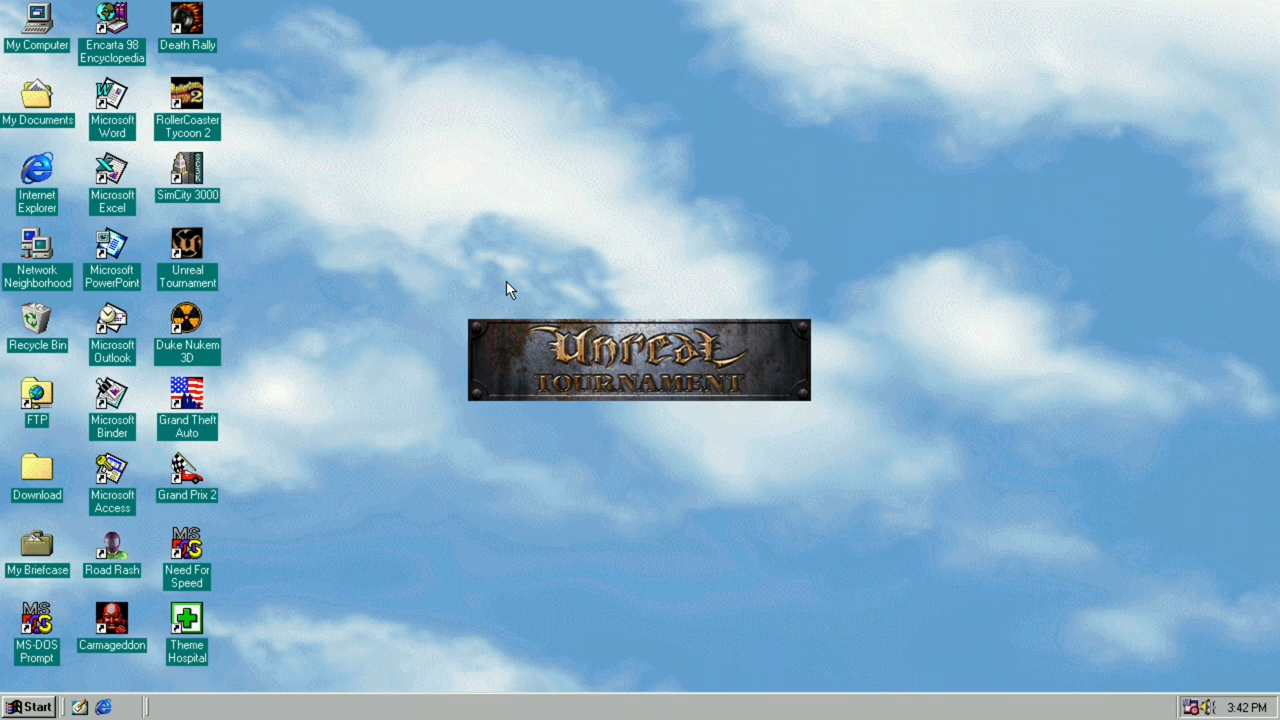 My Computer
Encarta 98
Encyclopedia
Death Rally
My Documents
Microsoft
Word
RollerCoaster
Tycoon 2
Internet
Explorer
Microsoft
Excel
SimCity 3000
Network
Neighborhood
Microsoft
PowerPoint
Unreal
Tournament
Recycle Bin
Microsoft
Outlook
Duke Nukem
3D
FTP
Microsoft
Binder
Grand Theft
Auto
Download
Microsoft
Access
Grand Prix 2
My Briefcase
Road Rash
Need For
Speed
MS-DOS
Prompt
Carmageddon
Theme
Hospital
Unreal
TOURNAMENT
Start
3:42 PM